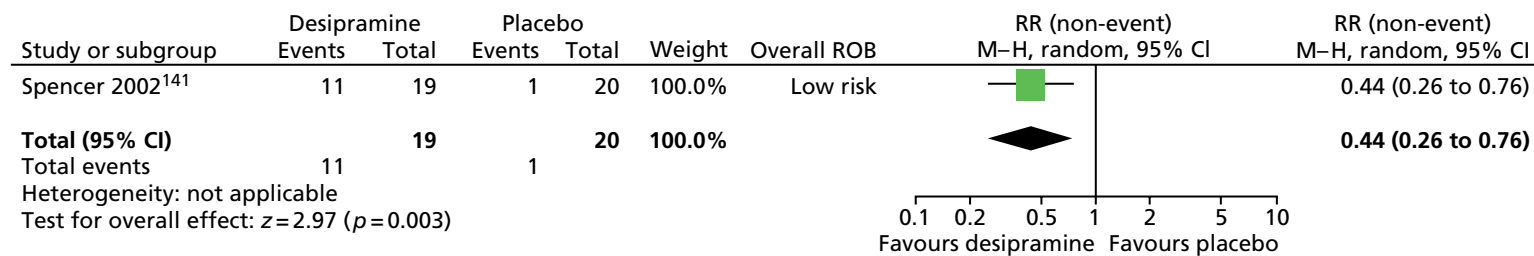 Desipramine Placebo RR (non-event) RR (non-event)
Study or subgroup Events Total Events Total Weight Overall ROB M–H, random, 95% CI M–H, random, 95% CI
Spencer 2002¹⁴¹ 11 19 1 20 100.0% Low risk 0.44 (0.26 to 0.76)
Total (95% CI) 19 20 100.0% 0.44 (0.26 to 0.76)
Total events 11 1
Heterogeneity: not applicable
Test for overall effect: z=2.97 (p=0.003)
0.1 0.2 0.5 1 2 5 10
Favours desipramine Favours placebo